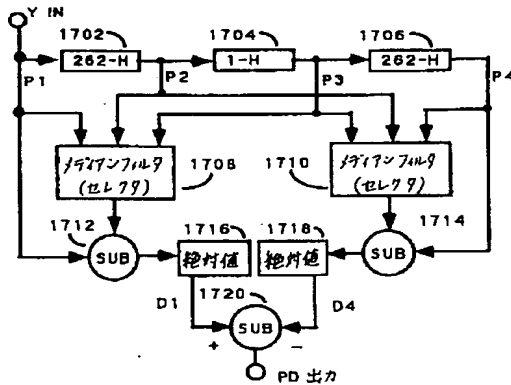 Y IN
1702
1704
1706
262-H
1-H
262-H
P1
P2
P3
P4
メディアンフィルタ
(セレクタ)
1708
1710
メディアンフィルタ
(セレクタ)
1712
SUB
1716
絶対値
1718
絶対値
1714
SUB
D1
1720
D4
SUB
+
−
PD 出力